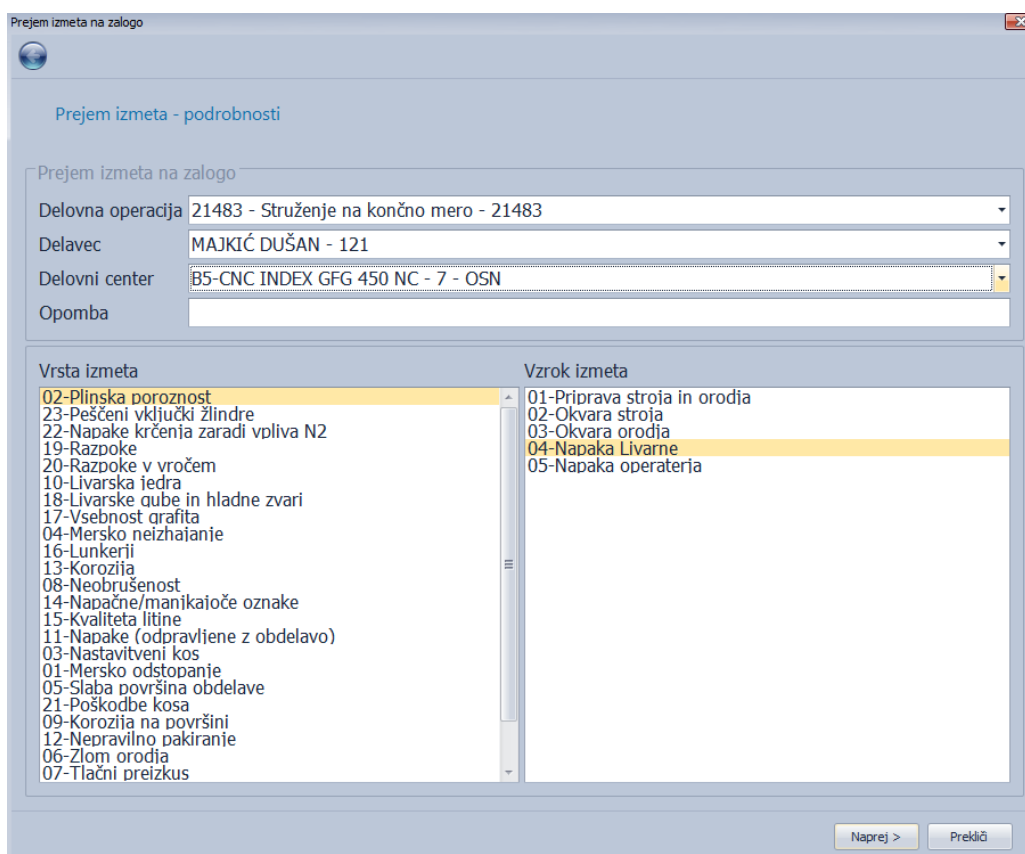 Prejem izmeta na zalogo
Prejem izmeta - podrobnosti
Prejem izmeta na zalogo
Delovna operacija 21483 - Struženje na končno mero - 21483
Delavec MAJKIĆ DUŠAN - 121
Delovni center B5-CNC INDEX GFG 450 NC - 7 - OSN
Opomba
Vrsta izmeta
02-Plinska poroznost
23-Peščeni vključki žlindre
22-Napake krčenja zaradi vpliva N2
19-Razpoke
20-Razpoke v vročem
10-Livarska jedra
18-Livarske gube in hladne zvari
17-Vsebnost grafita
04-Mersko neizhajanje
16-Lunkerji
13-Korozija
08-Neobrušenost
14-Napačne/manjkajoče oznake
15-Kvaliteta litine
11-Napake (odpravljene z obdelavo)
03-Nastavitveni kos
01-Mersko odstopanje
05-Slaba površina obdelave
21-Poškodbe kosa
09-Korozija na površini
12-Nepravilno pakiranje
06-Zlom orodja
07-Tlačni preizkus
Vzrok izmeta
01-Priprava stroja in orodja
02-Okvara stroja
03-Okvara orodja
04-Napaka Livarne
05-Napaka operaterja
Naprej > Prekliči